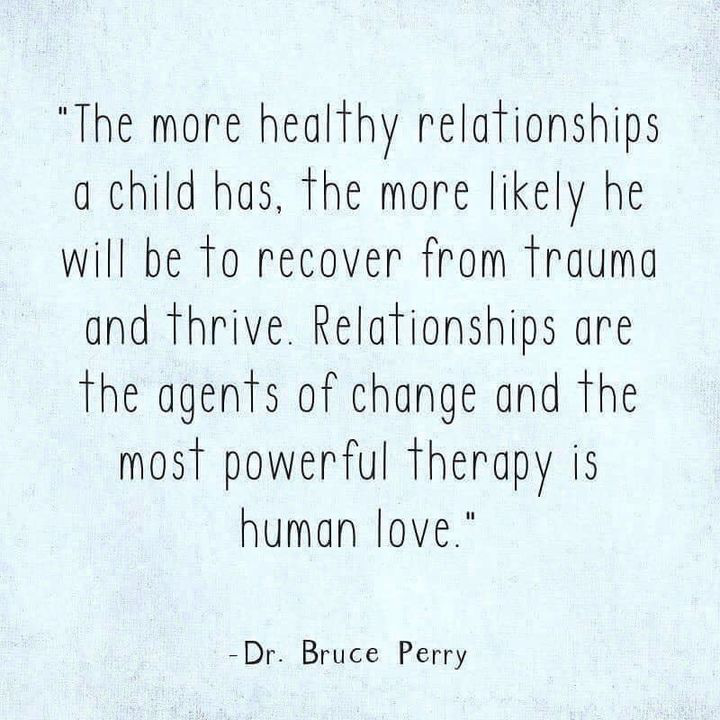 "The more healthy relationships
a child has, the more likely he
will be to recover from trauma
and thrive. Relationships are
the agents of change and the
most powerful therapy is
human love."
-Dr. Bruce Perry